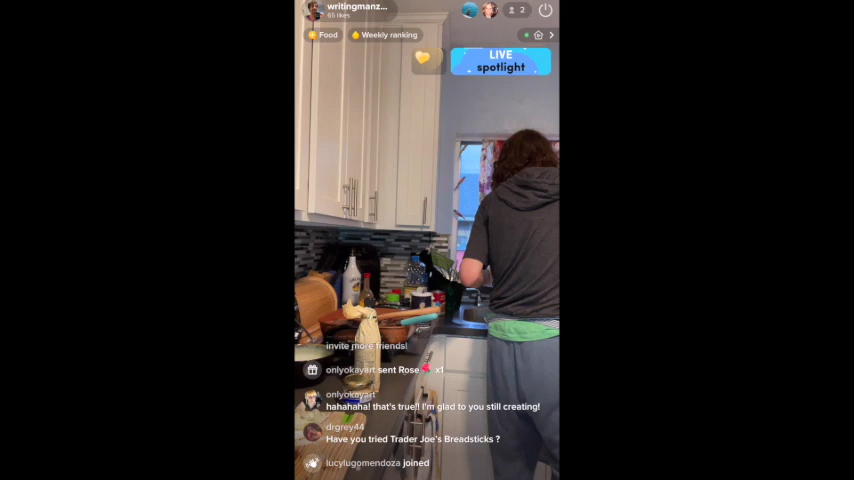 writingmanz...
65 likes
2
Food
Weekly ranking
LIVE
spotlight
invite more friends!
onlyokayart sent Rose x1
onlyokayart
hahahaha! that's true!! I'm glad to you still creating!
drgrey44
Have you tried Trader Joe's Breadsticks ?
lucylugomendoza joined